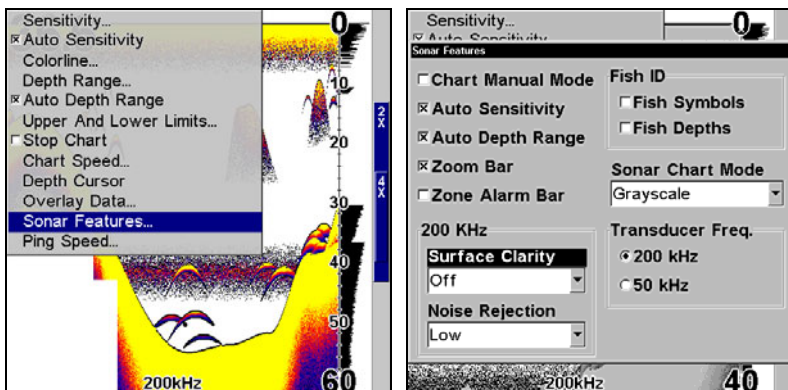 Sensitivity...
Auto Sensitivity
Colorline...
Depth Range...
Auto Depth Range
Upper And Lower Limits...
Stop Chart
Chart Speed...
Depth Cursor
Overlay Data...
Sonar Features...
Ping Speed...
0
10
20
30
40
50
60
2X
4X
200kHz
Sensitivity...
Auto Sensitivity
0
Sonar Features
Chart Manual Mode
Auto Sensitivity
Auto Depth Range
Zoom Bar
Zone Alarm Bar
Fish ID
Fish Symbols
Fish Depths
Sonar Chart Mode
Grayscale
200 KHz
Surface Clarity
Off
Noise Rejection
Low
Transducer Freq.
200 kHz
50 kHz
200kHz
40